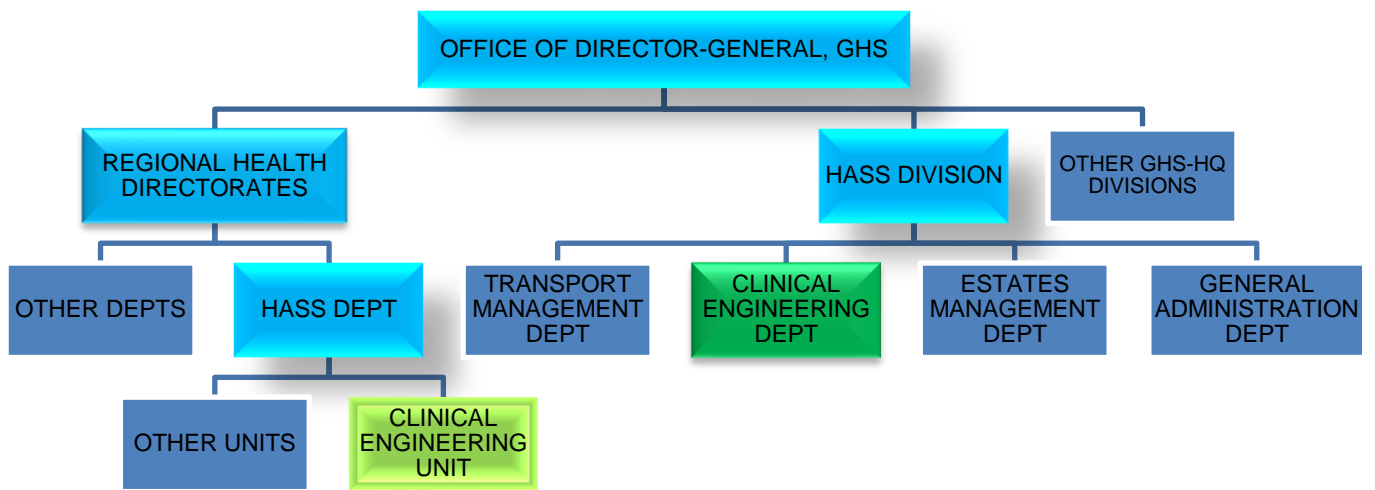 OFFICE OF DIRECTOR-GENERAL, GHS
REGIONAL HEALTH
DIRECTORATES
HASS DIVISION
OTHER GHS-HQ
DIVISIONS
OTHER DEPTS
HASS DEPT
TRANSPORT
MANAGEMENT
DEPT
CLINICAL
ENGINEERING
DEPT
ESTATES
MANAGEMENT
DEPT
GENERAL
ADMINISTRATION
DEPT
OTHER UNITS
CLINICAL
ENGINEERING
UNIT